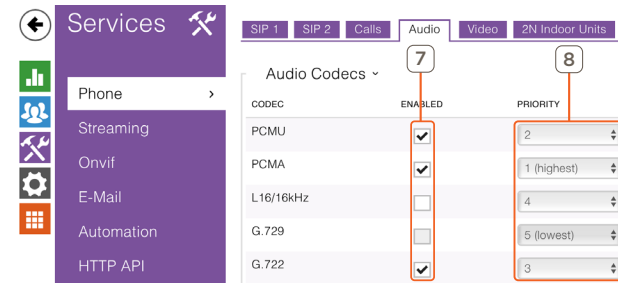 Services
SIP 1 SIP 2 Calls Audio Video 2N Indoor Units
7 8
Audio Codecs
Phone
CODEC ENABLED PRIORITY
Streaming
PCMU 2
Onvif
PCMA 1 (highest)
E-Mail
L16/16kHz 4
Automation
G.729 5 (lowest)
HTTP API
G.722 3